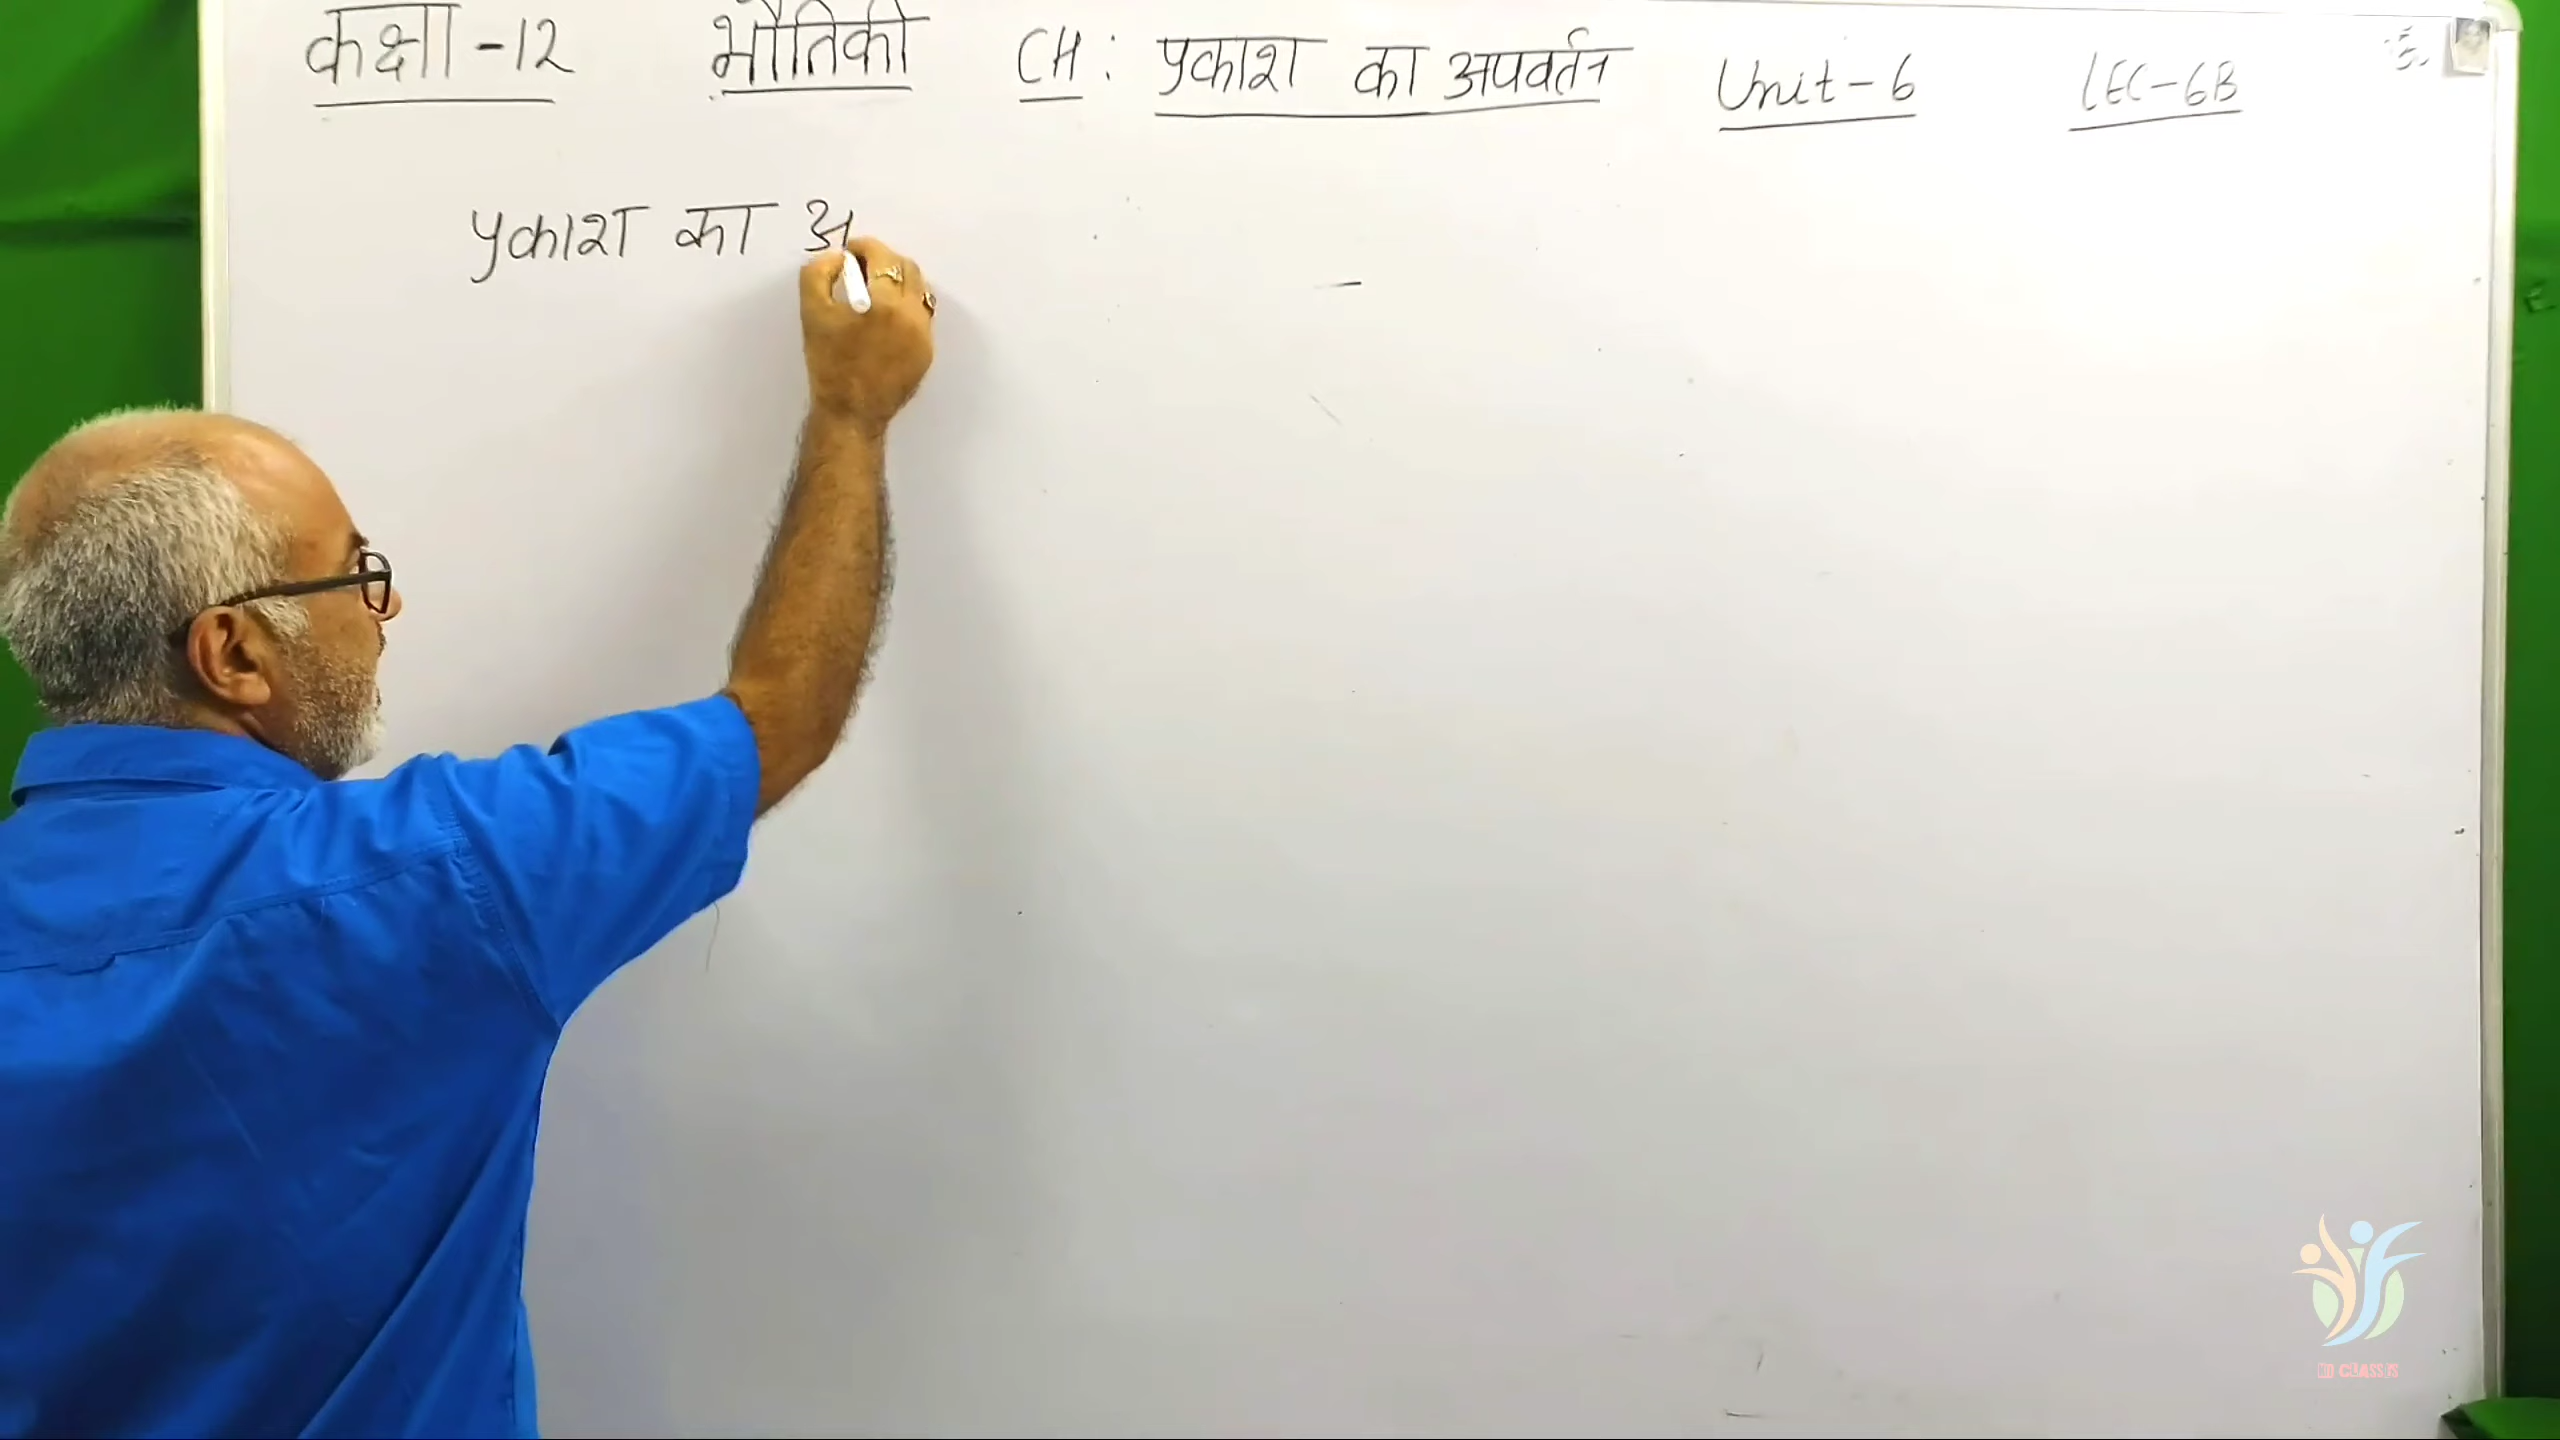 कक्षा -12 भौतिकी CH : प्रकाश का अपवर्तन Unit - 6 LEC - 6B
प्रकाश का अ